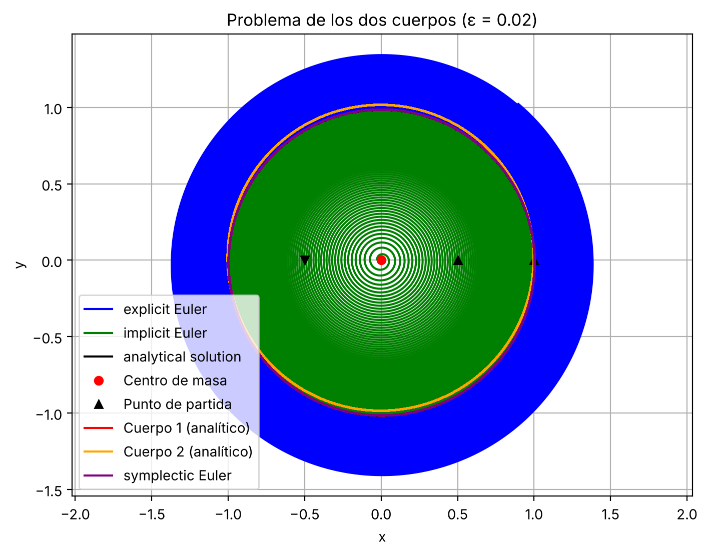 Problema de los dos cuerpos (ε = 0.02)
y
1.0
0.5
0.0
−0.5
−1.0
−1.5
explicit Euler
implicit Euler
analytical solution
Centro de masa
Punto de partida
Cuerpo 1 (analítico)
Cuerpo 2 (analítico)
symplectic Euler
−2.0 −1.5 −1.0 −0.5 0.0 0.5 1.0 1.5 2.0
x